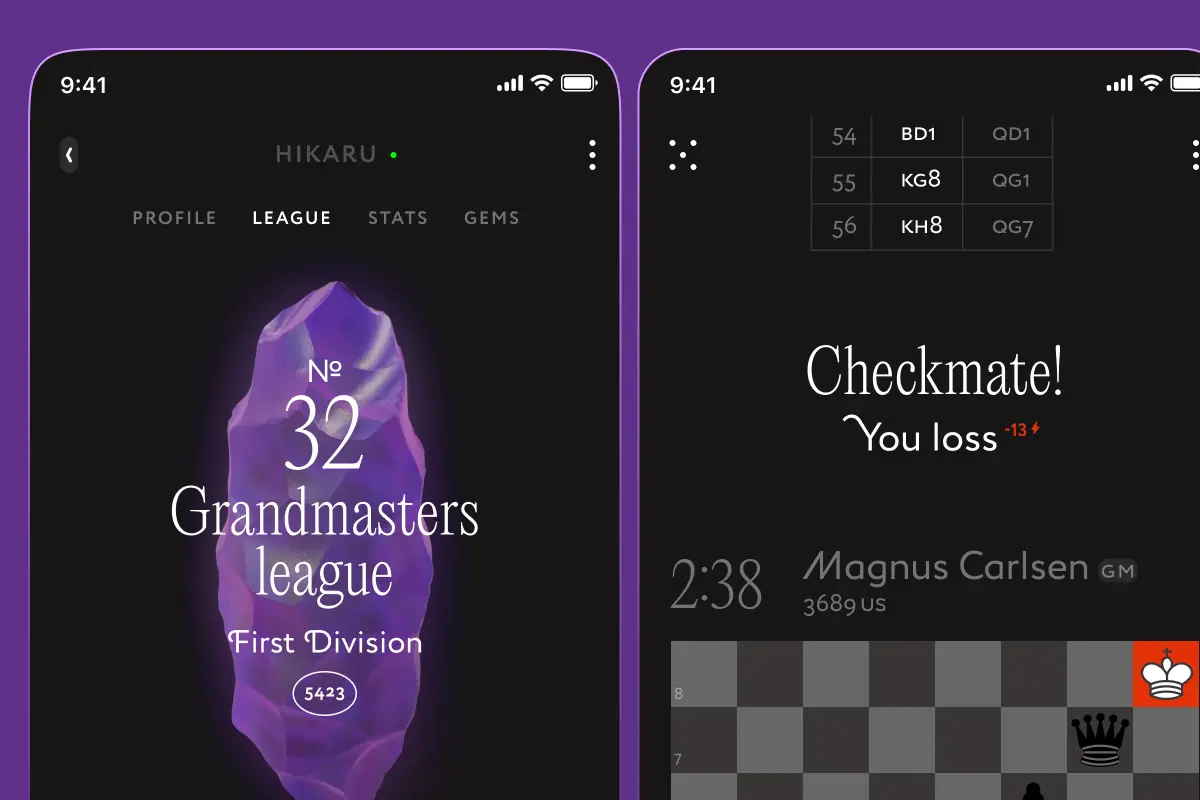 9:41
HIKARU
PROFILE LEAGUE STATS GEMS
№
32
Grandmasters
league
First Division
5423
9:41
54 BD1 QD1
55 KG8 QG1
56 KH8 QG7
Checkmate!
You loss -13
2:38 Magnus Carlsen GM
3689 US
8
7